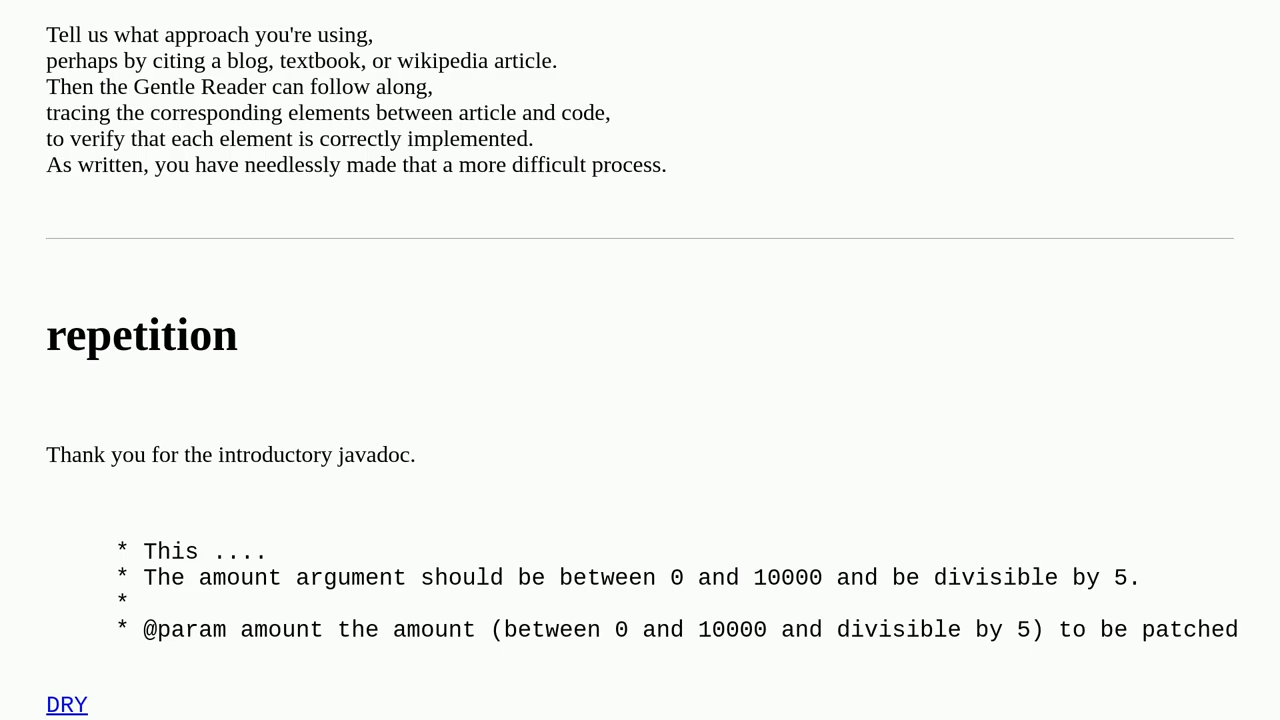 Tell us what approach you're using,
perhaps by citing a blog, textbook, or wikipedia article.
Then the Gentle Reader can follow along,
tracing the corresponding elements between article and code,
to verify that each element is correctly implemented.
As written, you have needlessly made that a more difficult process.
repetition
Thank you for the introductory javadoc.
* This ....
* The amount argument should be between 0 and 10000 and be divisible by 5.
*
* @param amount the amount (between 0 and 10000 and divisible by 5) to be patched
DRY